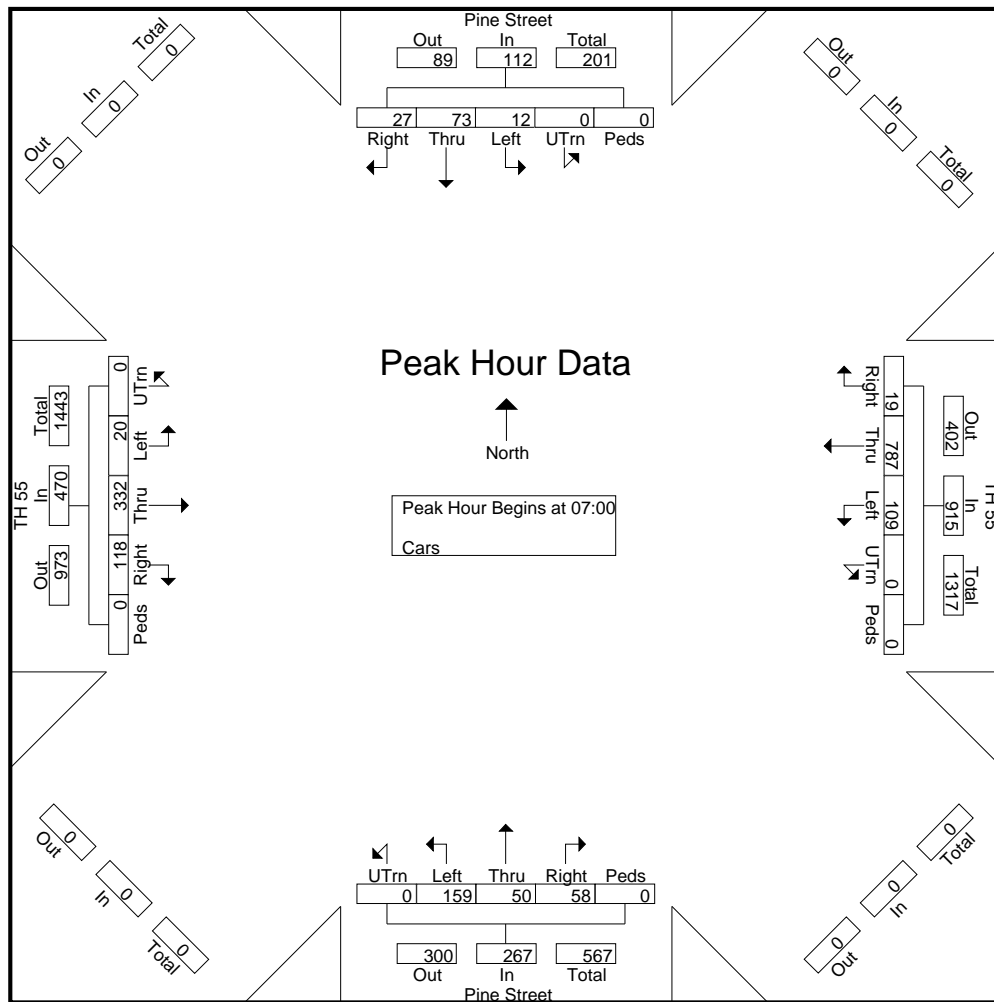 Pine Street
Out In Total
89 112 201
27 73 12 0 0
Right Thru Left UTrn Peds
Total
0
In
0
Out
0
Out
0
In
0
Total
0
TH 55
Total In Out
1443 470 973
0 20 332 118 0
UTrn Left Thru Right Peds
Peak Hour Data
North
Peak Hour Begins at 07:00
Cars
Right Thru Left UTrn Peds
19 787 109 0 0
Out In Total
402 915 1317
TH 55
Out
0
In
0
Total
0
UTrn Left Thru Right Peds
0 159 50 58 0
300 267 567
Out In Total
Pine Street
0
Total
0
In
0
Out